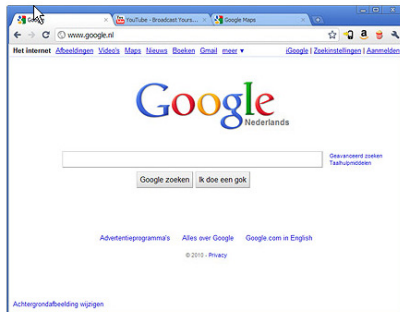 Goo
YouTube - Broadcast Yours...
Google Maps
www.google.nl
Het internet Afbeeldingen Video's Maps Nieuws Boeken Gmail meer ▼ iGoogle | Zoekinstellingen | Aanmelden
Google
Nederlands
Geavanceerd zoeken
Taalhulpmiddelen
Google zoeken Ik doe een gok
Advertentieprogramma's Alles over Google Google.com in English
© 2010 - Privacy
Achtergrondafbeelding wijzigen